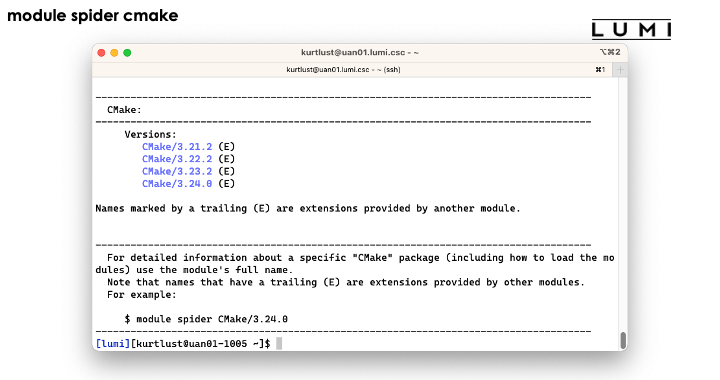 module spider cmake
LUMI
kurtlust@uan01.lumi.csc - ~
⌥⌘2
kurtlust@uan01.lumi.csc - ~ (ssh)
⌘1
+
--------------------------------------------------------------------------------
CMake:
--------------------------------------------------------------------------------
Versions:
CMake/3.21.2 (E)
CMake/3.22.2 (E)
CMake/3.23.2 (E)
CMake/3.24.0 (E)
Names marked by a trailing (E) are extensions provided by another module.
--------------------------------------------------------------------------------
For detailed information about a specific "CMake" package (including how to load the mo
dules) use the module's full name.
Note that names that have a trailing (E) are extensions provided by other modules.
For example:
$ module spider CMake/3.24.0
--------------------------------------------------------------------------------
[lumi][kurtlust@uan01-1005 ~]$